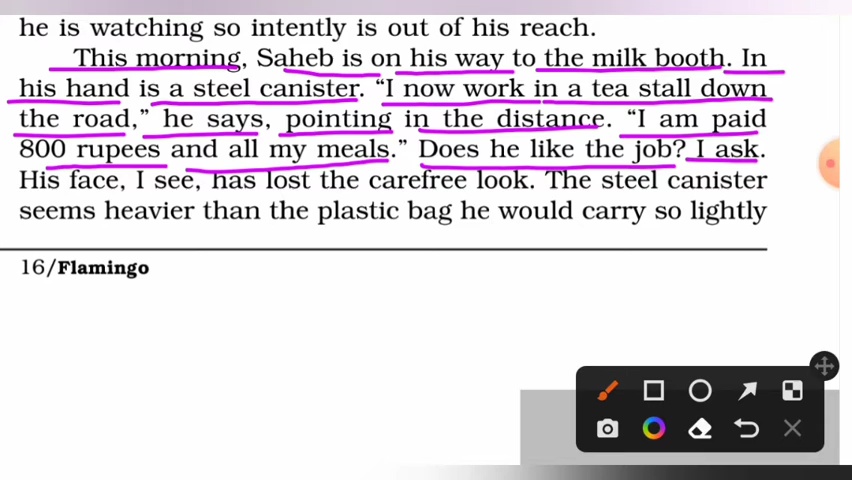 he is watching so intently is out of his reach.
This morning, Saheb is on his way to the milk booth. In
his hand is a steel canister. “I now work in a tea stall down
the road,” he says, pointing in the distance. “I am paid
800 rupees and all my meals.” Does he like the job? I ask.
His face, I see, has lost the carefree look. The steel canister
seems heavier than the plastic bag he would carry so lightly
16/Flamingo